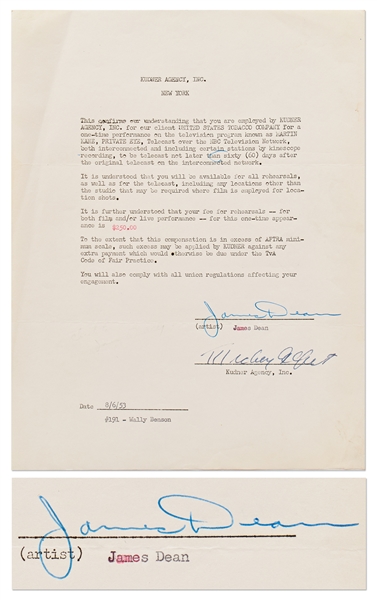 KUDNER AGENCY, INC.
NEW YORK
This confirms our understanding that you are employed by KUDNER
AGENCY, INC. for our client UNITED STATES TOBACCO COMPANY for a
one-time performance on the television program known as MARTIN
KANE, PRIVATE EYE, Telecast over the NBC Television Network,
both interconnected and including certain stations by kinescope
recording, to be telecast not later than sixty (60) days after
the original telecast on the interconnected network.
It is understood that you will be available for all rehearsals,
as well as for the telecast, including any locations other than
the studio that may be required where film is employed for loca-
tion shots.
It is further understood that your fee for rehearsals -- for
both film and/or live performance -- for this one-time appear-
ance is $250.00
To the extent that this compensation is in excess of AFTRA mini-
mum scale, such excess may be applied by KUDNER against any
extra payment which would otherwise be due under the Tva
Code of Fair Practice.
You will also comply with all union regulations affecting your
engagement.
James Dean
(artist) James Dean
Kudner Agency, Inc.
Date 8/6/53
#191 - Wally
James Dean
(artist) James Dean